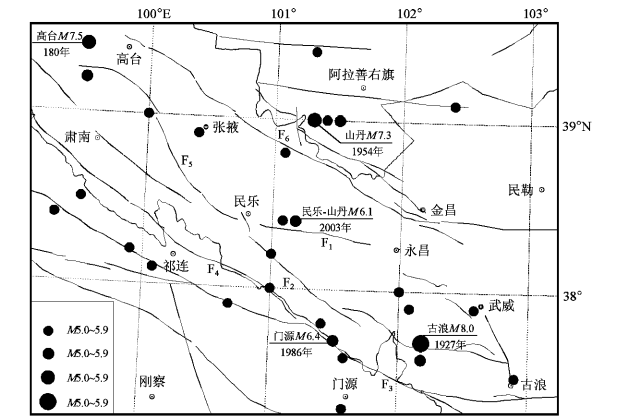 100°E
101°
102°
103°
高台M7.5
180年
高台
阿拉善右旗
肃南
张掖
F6
山丹M7.3
1954年
39°N
F5
民勒
民乐
民乐-山丹M6.1
2003年
金昌
F1
永昌
祁连
F4
F2
38°
武威
门源M6.4
1986年
古浪M8.0
1927年
M5.0~5.9
M5.0~5.9
M5.0~5.9
M5.0~5.9
刚察
门源
F3
古浪